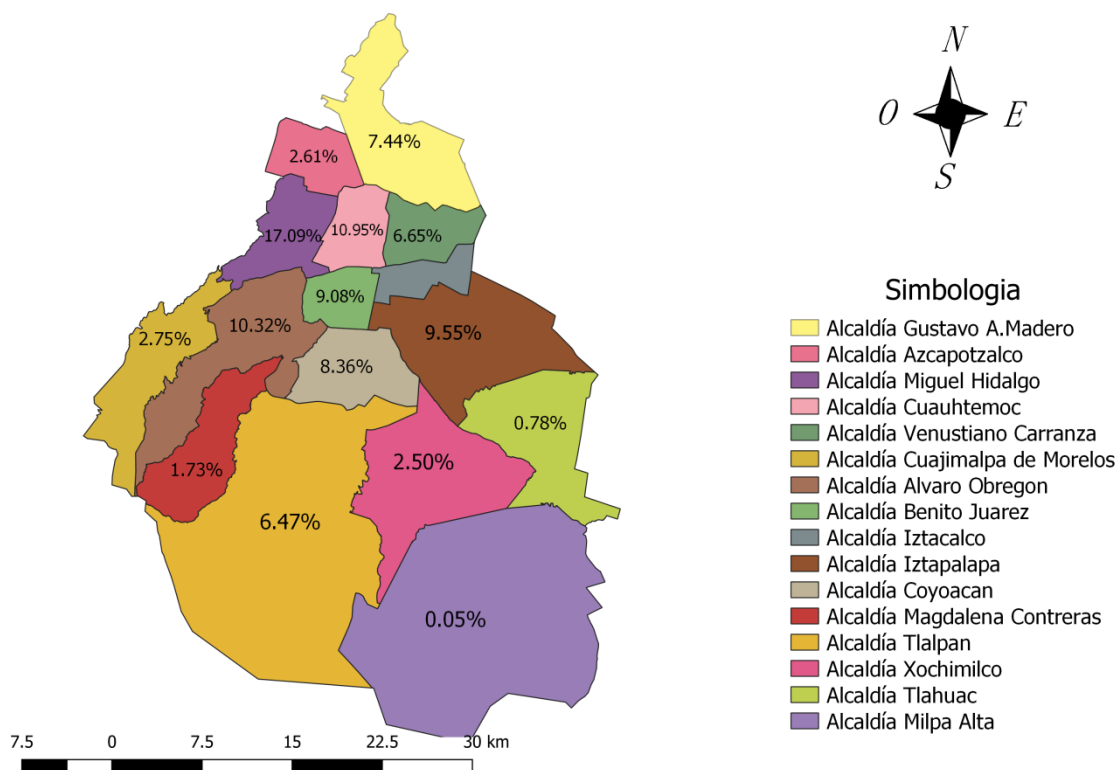 N
O E
S
7.44%
2.61%
17.09%
10.95%
6.65%
9.08%
2.75%
10.32%
9.55%
8.36%
0.78%
1.73%
2.50%
6.47%
0.05%
Simbologia
Alcaldía Gustavo A.Madero
Alcaldía Azcapotzalco
Alcaldía Miguel Hidalgo
Alcaldía Cuauhtemoc
Alcaldía Venustiano Carranza
Alcaldía Cuajimalpa de Morelos
Alcaldía Alvaro Obregon
Alcaldía Benito Juarez
Alcaldía Iztacalco
Alcaldía Iztapalapa
Alcaldía Coyoacan
Alcaldía Magdalena Contreras
Alcaldía Tlalpan
Alcaldía Xochimilco
Alcaldía Tlahuac
Alcaldía Milpa Alta
7.5 0 7.5 15 22.5 30 km